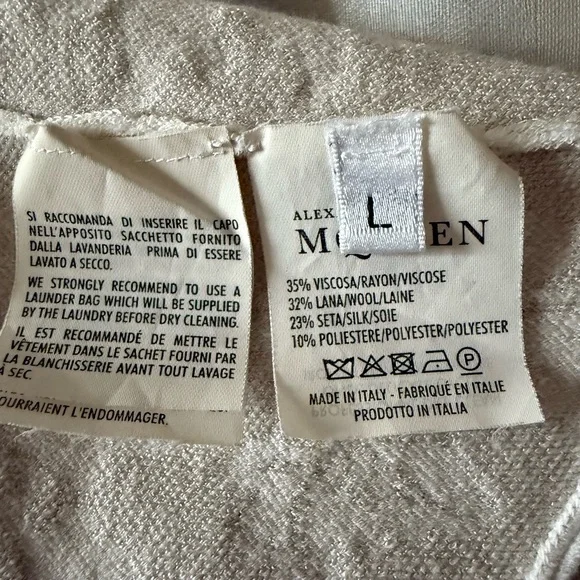 SI RACCOMANDA DI INSERIRE IL CAPO
NELL'APPOSITO SACCHETTO FORNITO
DALLA LAVANDERIA PRIMA DI ESSERE
LAVATO A SECCO.
WE STRONGLY RECOMMEND TO USE A
LAUNDER BAG WHICH WILL BE SUPPLIED
BY THE LAUNDRY BEFORE DRY CLEANING.
IL EST RECOMMANDÉ DE METTRE LE
VÊTEMENT DANS LE SACHET FOURNI PAR
LA BLANCHISSERIE AVANT TOUT LAVAGE
À SEC.
POURRAIENT L'ENDOMMAGER.
L
35% VISCOSA/RAYON/VISCOSE
32% LANA/WOOL/LAINE
23% SETA/SILK/SOIE
10% POLIESTERE/POLYESTER/POLYESTER
MADE IN ITALY - FABRIQUÉ EN ITALIE
PRODOTTO IN ITALIA